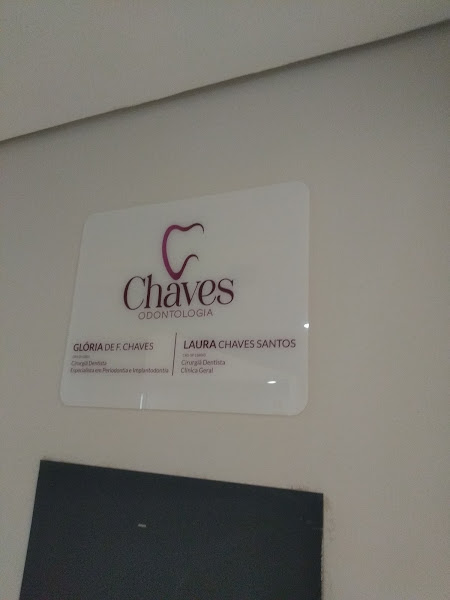 Chaves
ODONTOLOGIA
GLÓRIA DE F. CHAVES
Cirurgiã Dentista
Especialista em Periodontia e Implantodontia
LAURA CHAVES SANTOS
Cirurgiã Dentista
Clínica Geral